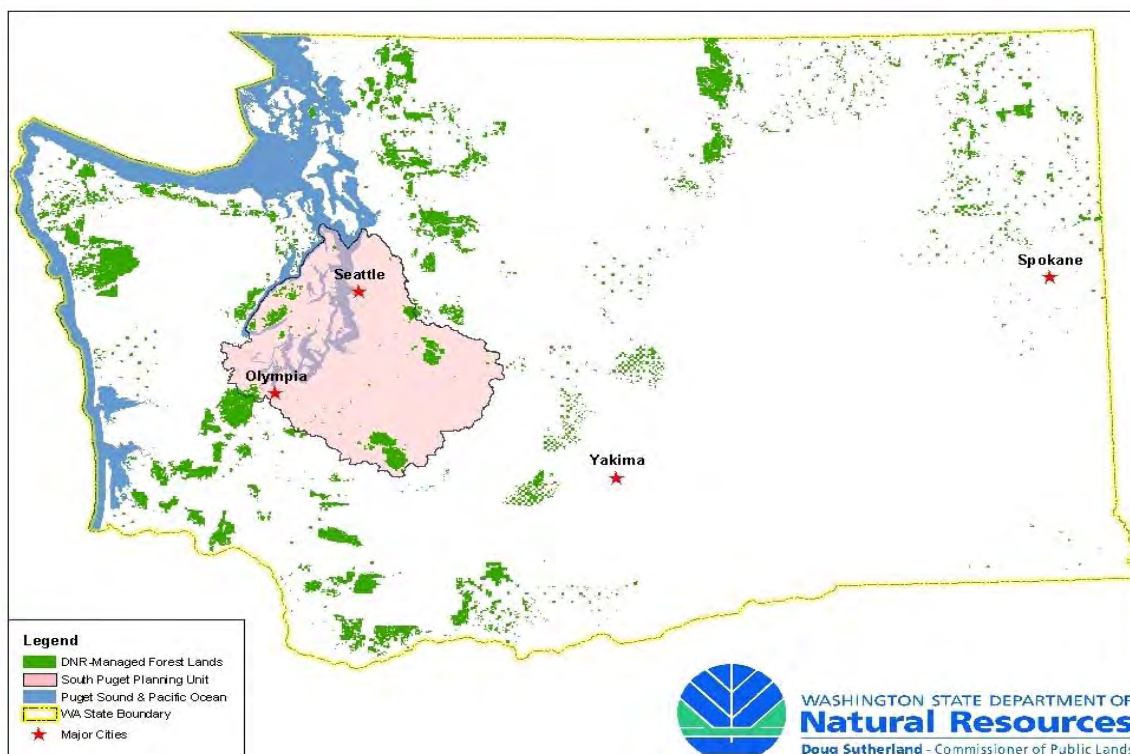 Seattle
Spokane
Olympia
Yakima
Legend
DNR-Managed Forest Lands
South Puget Planning Unit
Puget Sound & Pacific Ocean
WA State Boundary
Major Cities
WASHINGTON STATE DEPARTMENT OF
Natural Resources
Doug Sutherland - Commissioner of Public Land